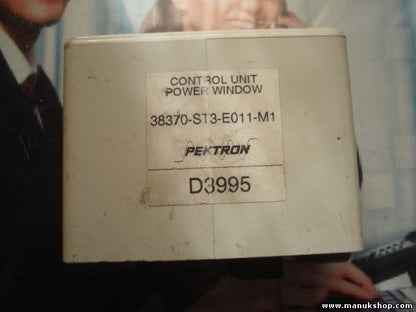 CONTROL UNIT
POWER WINDOW
38370-ST3-E011-M1
PEKTRON
D3995
www.manukshop.com